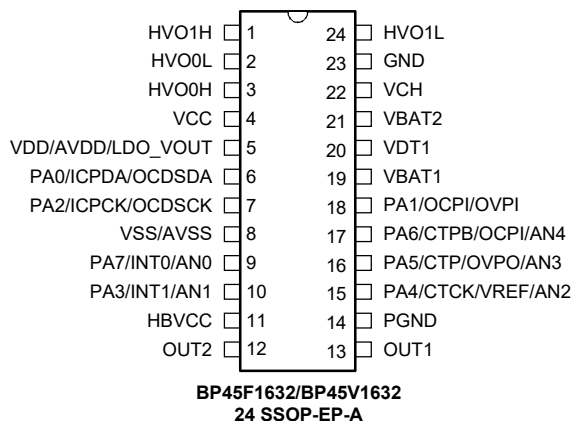 HVO1H 1 24 HVO1L
HVO0L 2 23 GND
HVO0H 3 22 VCH
VCC 4 21 VBAT2
VDD/AVDD/LDO_VOUT 5 20 VDT1
PA0/ICPDA/OCDSDA 6 19 VBAT1
PA2/ICPCK/OCDSCK 7 18 PA1/OCPI/OVPI
VSS/AVSS 8 17 PA6/CTPB/OCPI/AN4
PA7/INT0/AN0 9 16 PA5/CTP/OVPO/AN3
PA3/INT1/AN1 10 15 PA4/CTCK/VREF/AN2
HBVCC 11 14 PGND
OUT2 12 13 OUT1
BP45F1632/BP45V1632
24 SSOP-EP-A